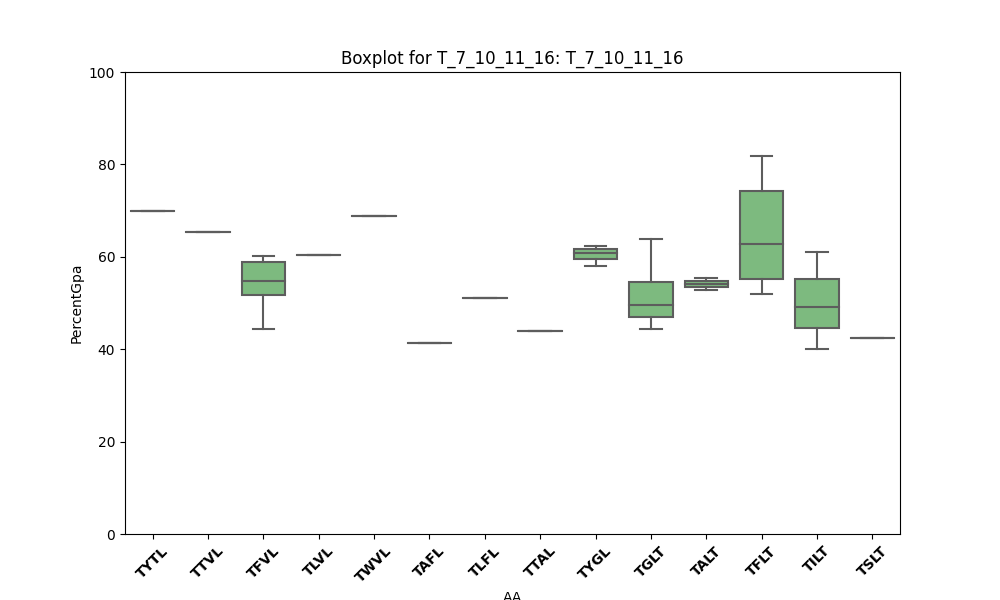 Boxplot for T_7_10_11_16: T_7_10_11_16
PercentGpa
100
80
60
40
20
0
TYTL
TTVL
TFVL
TLVL
TWVL
TAFL
TLFL
TTAL
TYGL
TGLT
TALT
TFLT
TILT
TSLT
AA